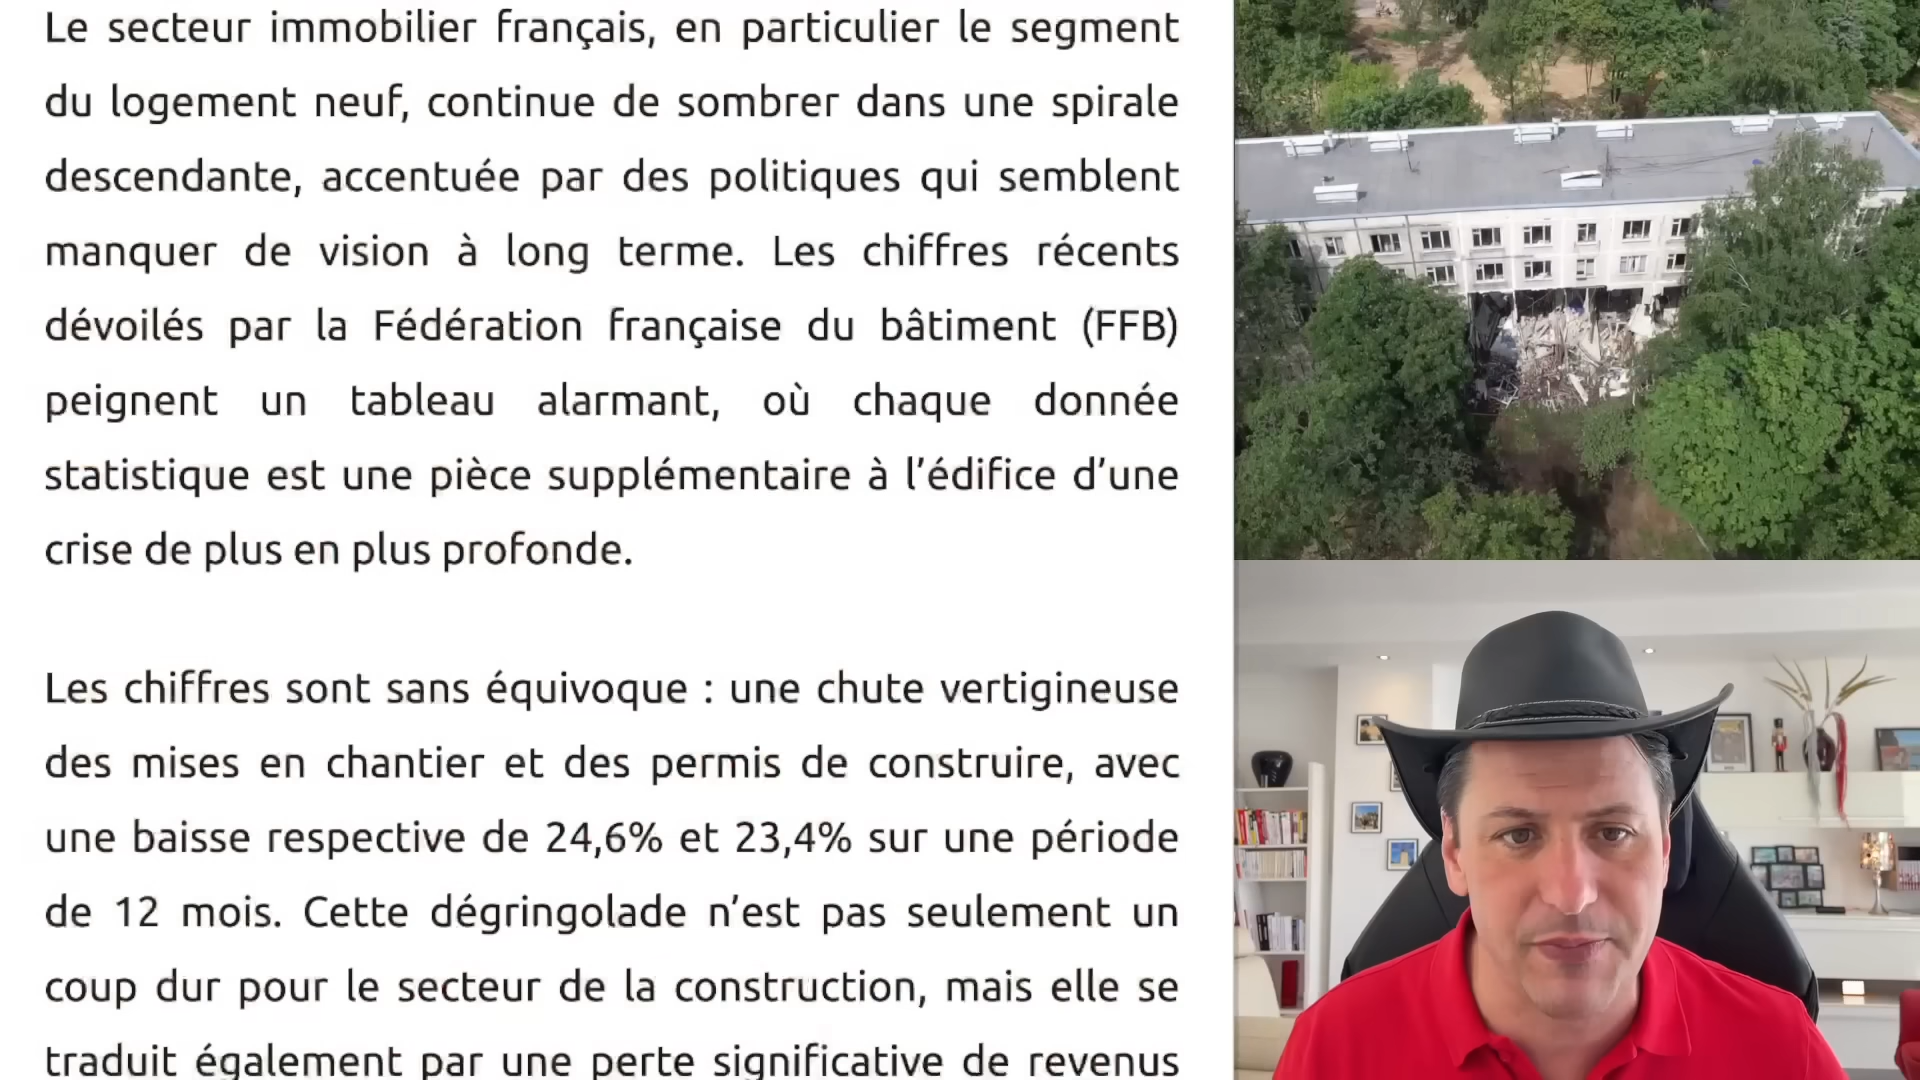 Le secteur immobilier français, en particulier le segment
du logement neuf, continue de sombrer dans une spirale
descendante, accentuée par des politiques qui semblent
manquer de vision à long terme. Les chiffres récents
dévoilés par la Fédération française du bâtiment (FFB)
peignent un tableau alarmant, où chaque donnée
statistique est une pièce supplémentaire à l’édifice d’une
crise de plus en plus profonde.
Les chiffres sont sans équivoque : une chute vertigineuse
des mises en chantier et des permis de construire, avec
une baisse respective de 24,6% et 23,4% sur une période
de 12 mois. Cette dégringolade n’est pas seulement un
coup dur pour le secteur de la construction, mais elle se
traduit également par une perte significative de revenus